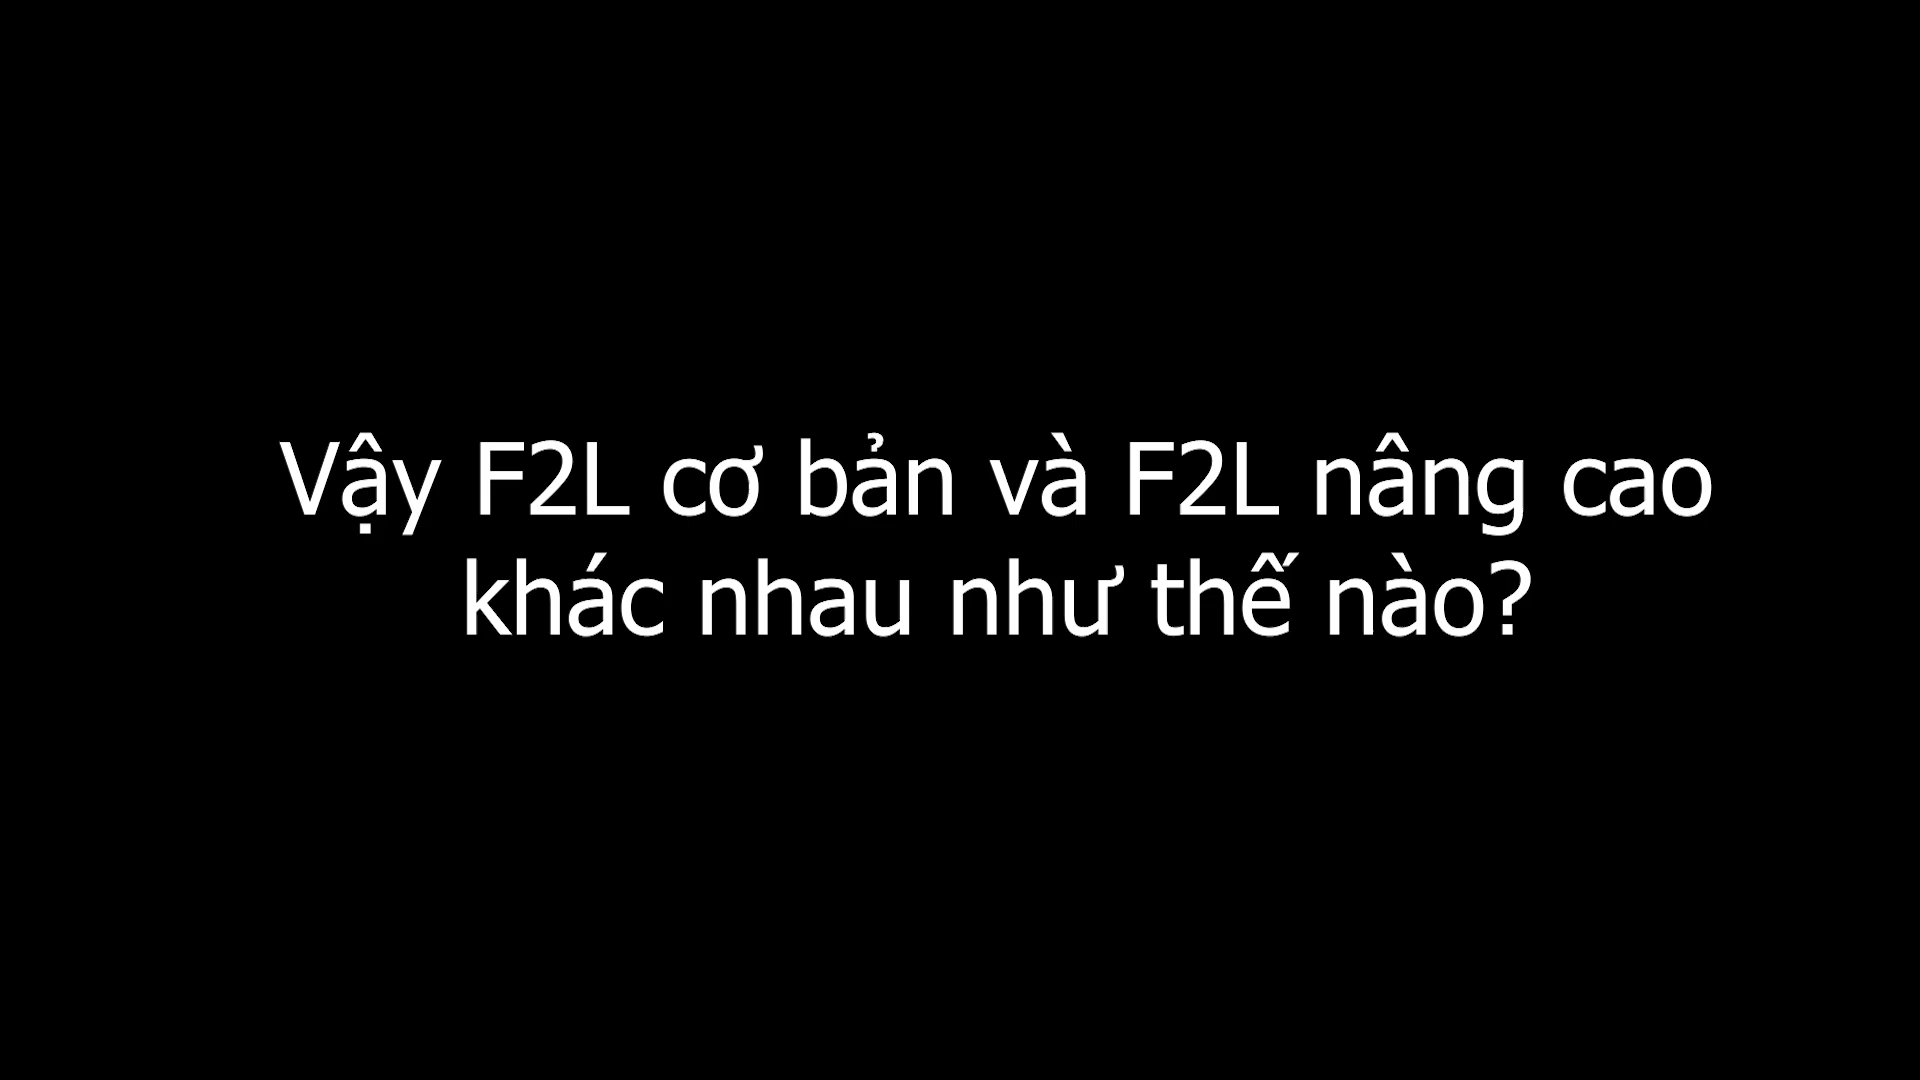 Vậy F2L cơ bản và F2L nâng cao
khác nhau như thế nào?